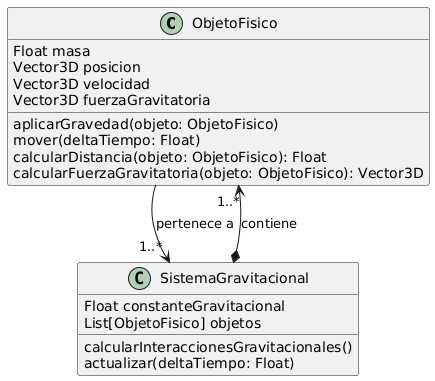 C ObjetoFisico
Float masa
Vector3D posicion
Vector3D velocidad
Vector3D fuerzaGravitatoria
aplicarGravedad(objeto: ObjetoFisico)
mover(deltaTiempo: Float)
calcularDistancia(objeto: ObjetoFisico): Float
calcularFuerzaGravitatoria(objeto: ObjetoFisico): Vector3D
1..*
pertenece a
contiene
1..*
C SistemaGravitacional
Float constanteGravitacional
List[ObjetoFisico] objetos
calcularInteraccionesGravitacionales()
actualizar(deltaTiempo: Float)